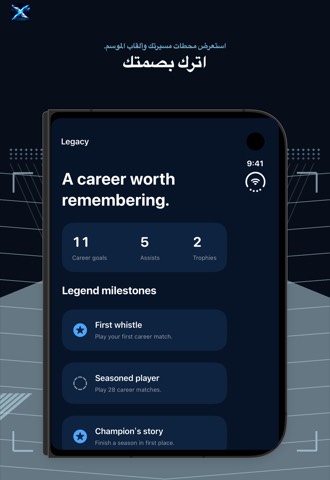 استعرض محطات مسيرتك وألقاب الموسم.
اترك بصمتك
Legacy
9:41
A career worth
remembering.
11 5 2
Career goals Assists Trophies
Legend milestones
First whistle
Play your first career match.
Seasoned player
Play 28 career matches.
Champion's story
Finish a season in first place.